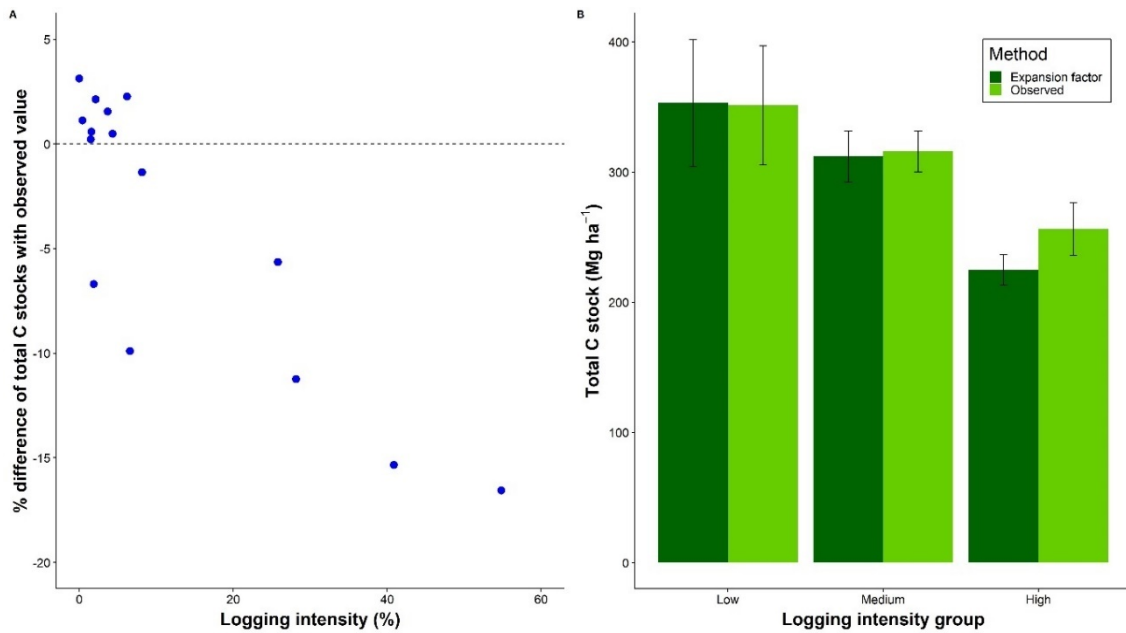 A
% difference of total C stocks with observed value
5
0
-5
-10
-15
-20
0
20
40
60
Logging intensity (%)
B
Total C stock (Mg ha⁻¹)
400
300
200
100
0
Method
Expansion factor
Observed
Low
Medium
High
Logging intensity group